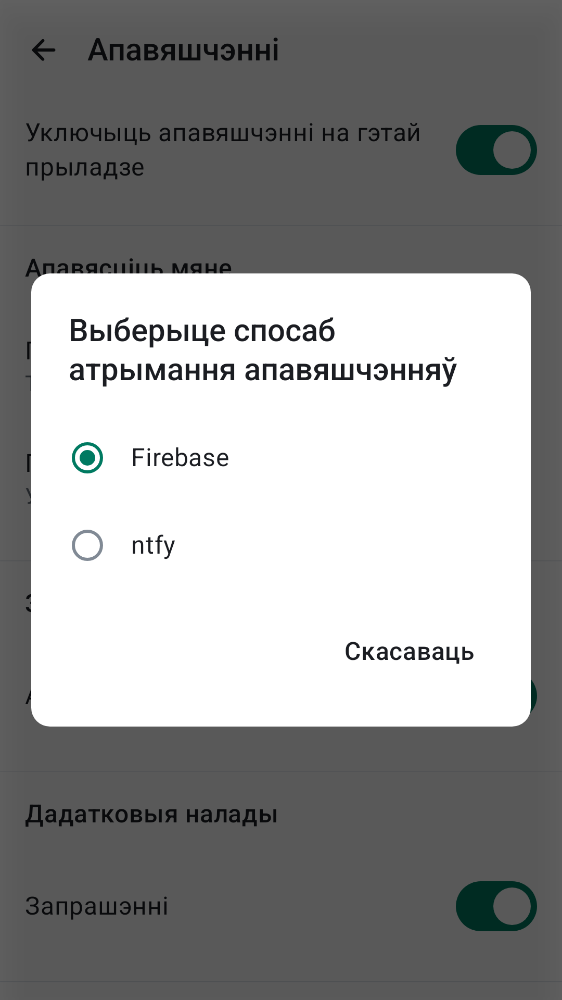 Апавяшчэнні
Уключыць апавяшчэнні на гэтай
прыладзе
Апавясціць мяне
Выберыце спосаб
атрымання апавяшчэнняў
Firebase
ntfy
Скасаваць
Дадатковыя налады
Запрашэнні